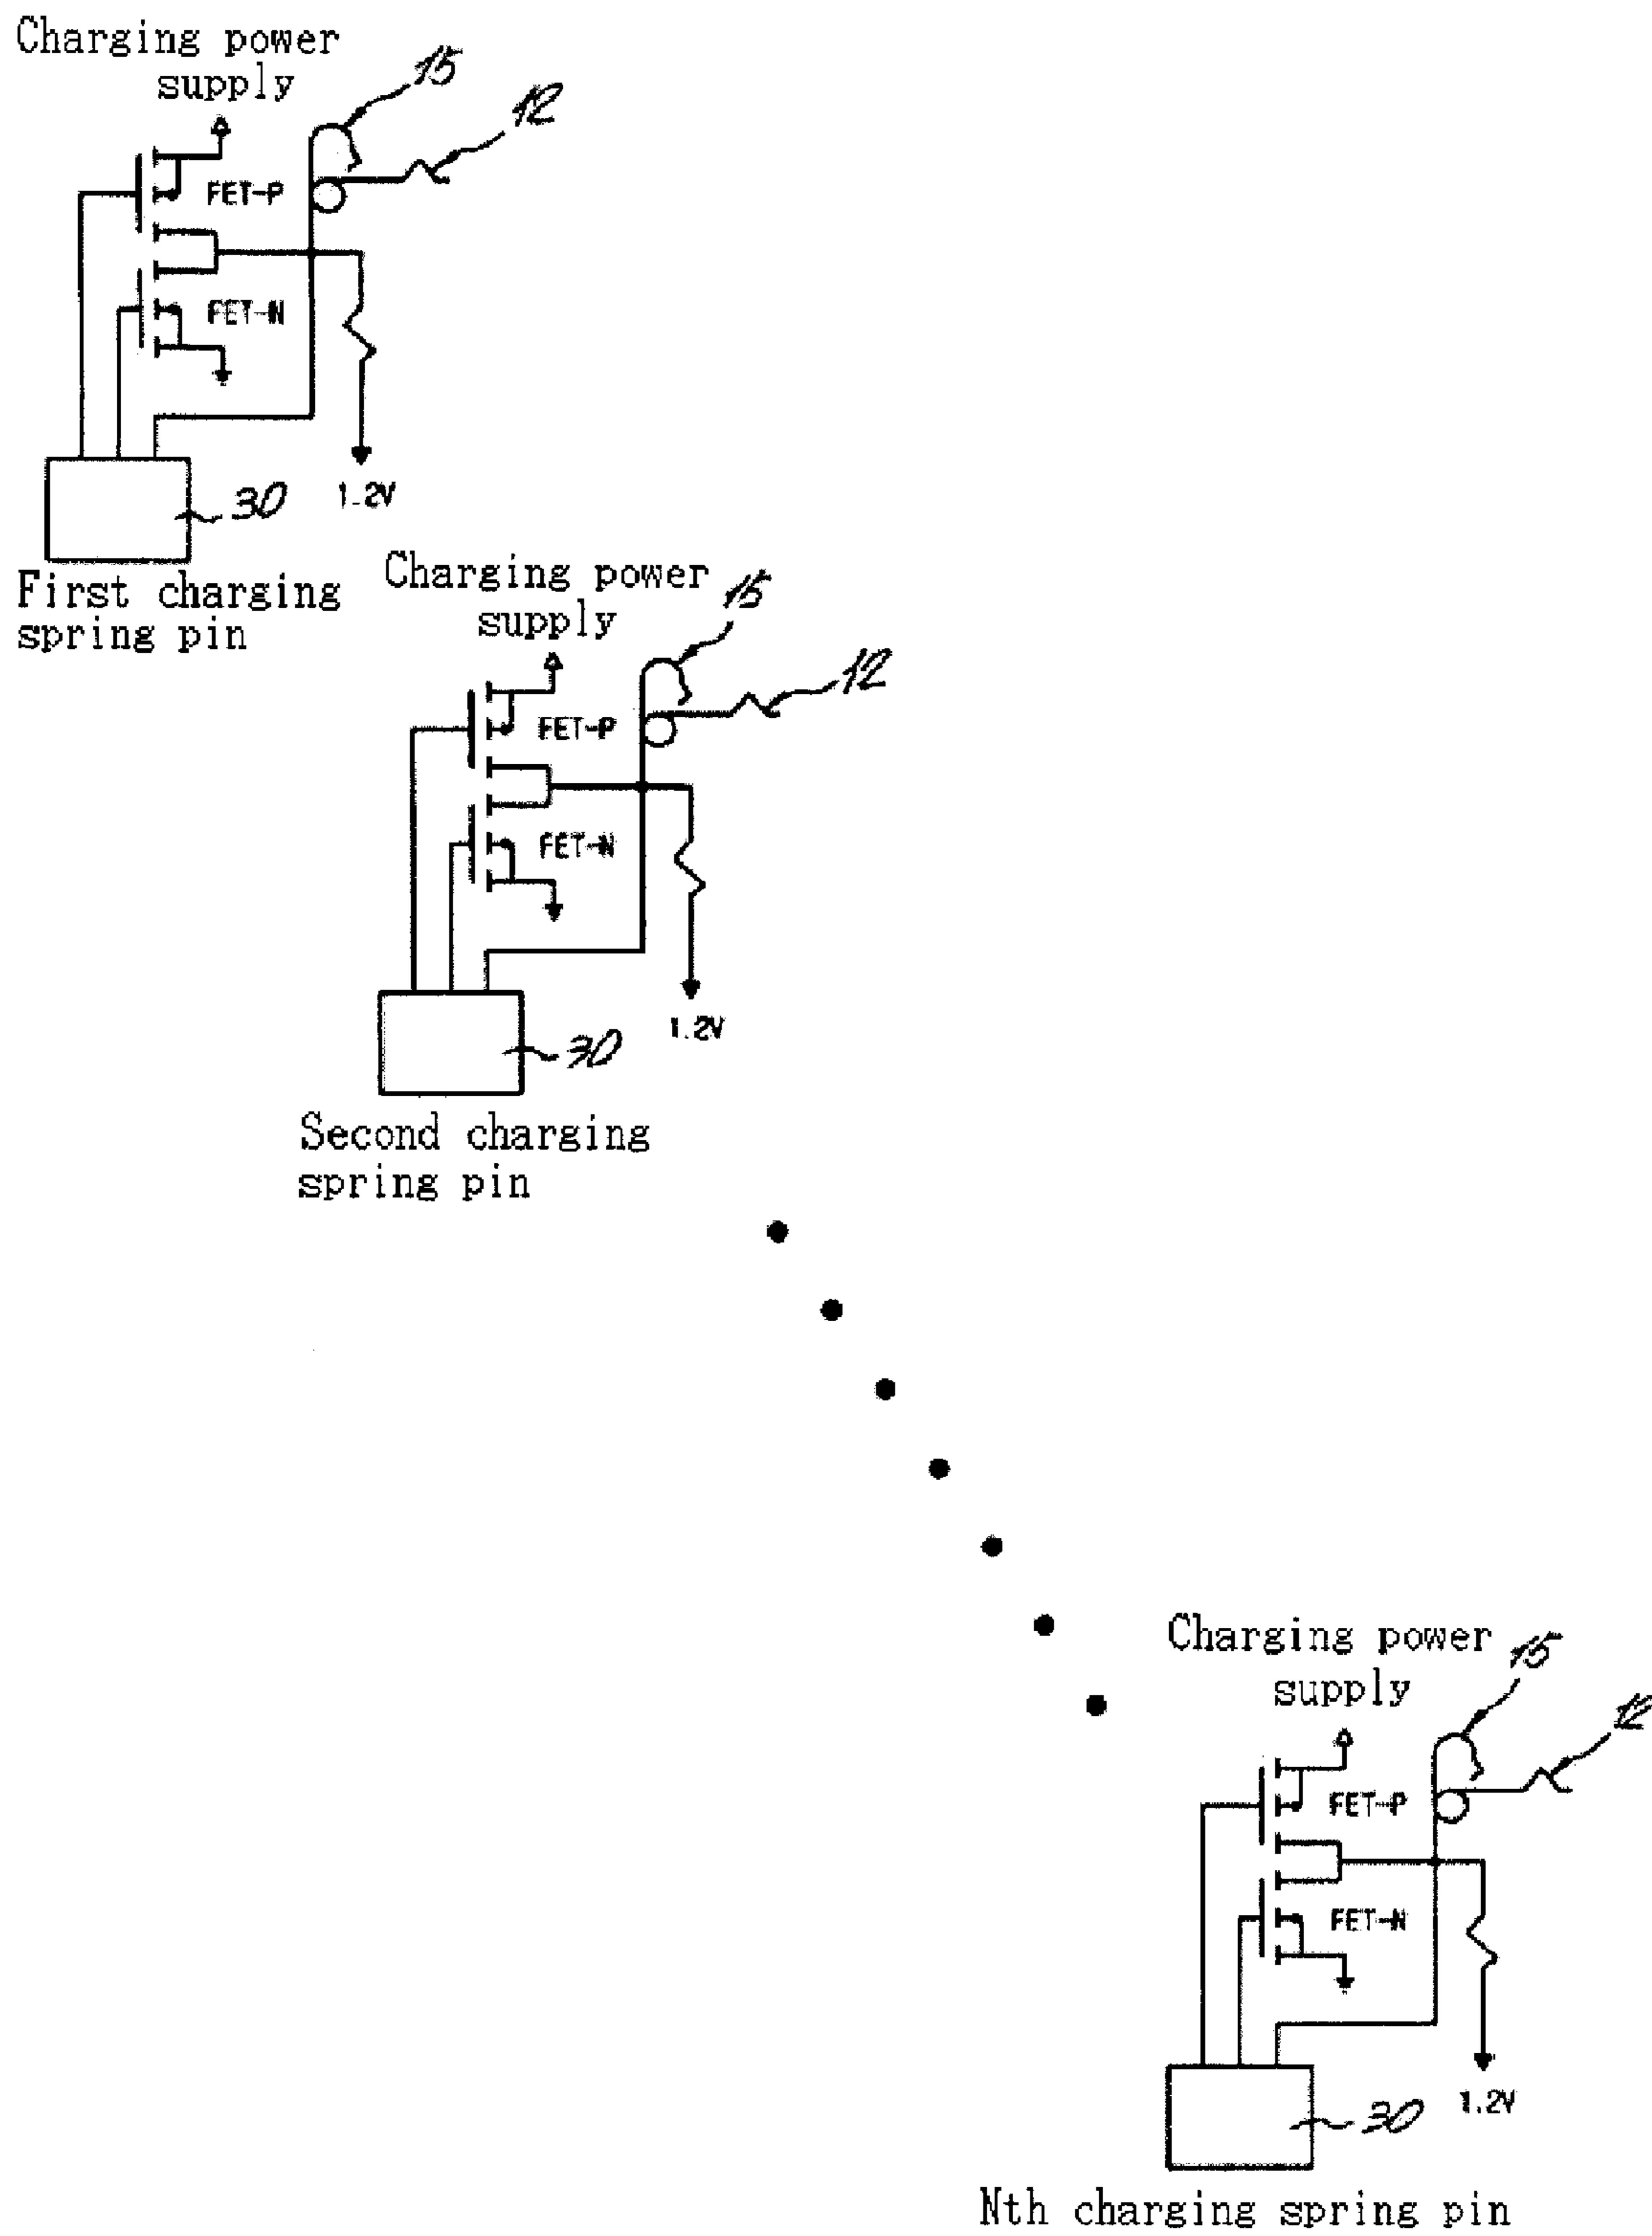 Charging power
supply
15
12
FET-P
FET-N
30
1.2V
First charging
spring pin
Charging power
supply
15
12
FET-P
FET-N
30
1.2V
Second charging
spring pin
Charging power
supply
15
12
FET-P
FET-N
30
1.2V
Nth charging spring pin